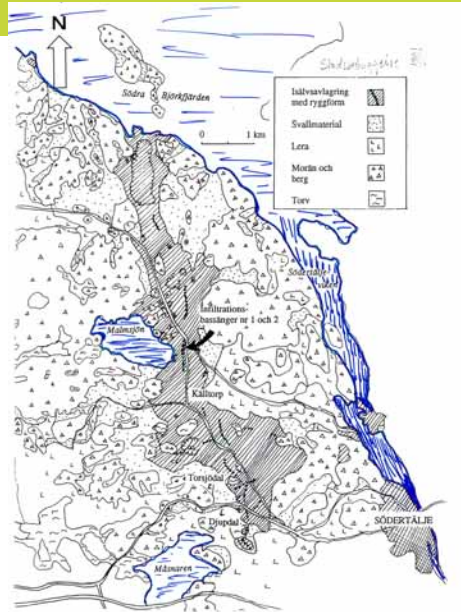 N
Södra Björkfjärden
0 1 km
Isälvsavlagring
med ryggform
Svallmaterial
Lera
Morän och
berg
Torv
Södertälje-
viken
Infiltrations-
bassänger nr 1 och 2
Malmsjön
Källtorp
Torsjödal
Djupdal
SÖDERTÄLJE
Måsnaren